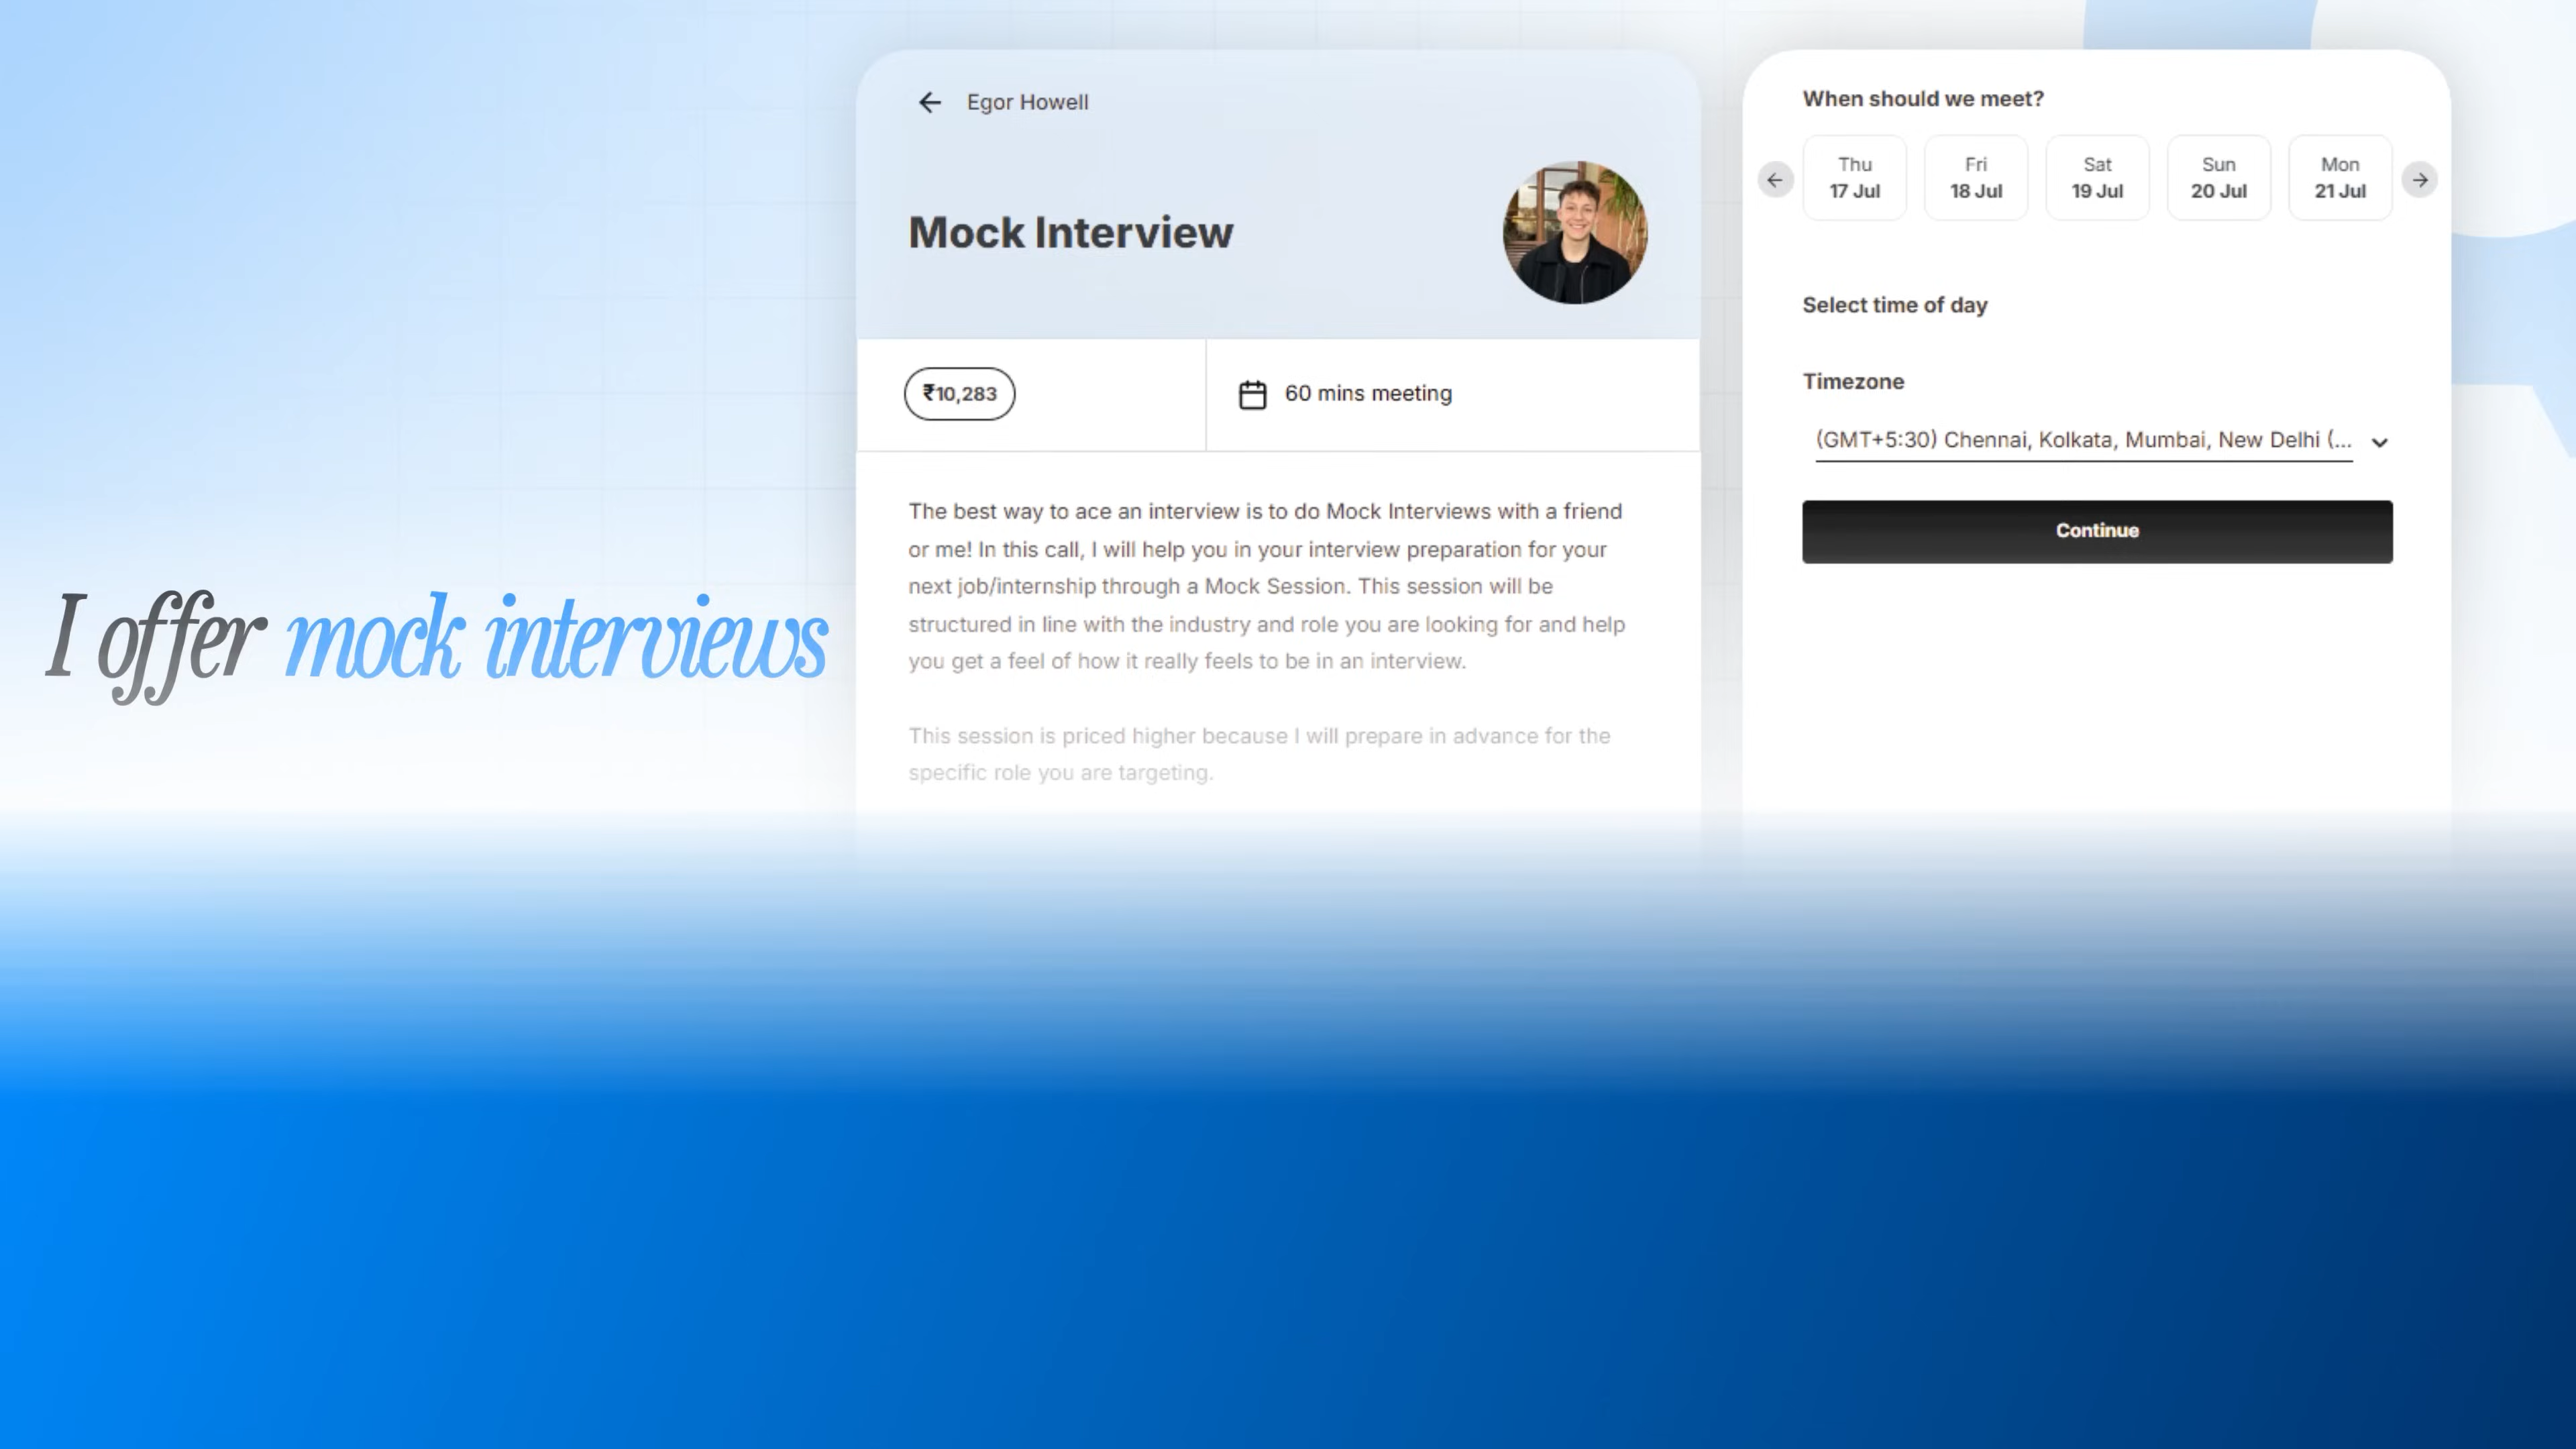 I offer mock interviews
Egor Howell
Mock Interview
₹10,283
60 mins meeting
The best way to ace an interview is to do Mock Interviews with a friend
or me! In this call, I will help you in your interview preparation for your
next job/internship through a Mock Session. This session will be
structured in line with the industry and role you are looking for and help
you get a feel of how it really feels to be in an interview.
This session is priced higher because I will prepare in advance for the
specific role you are targeting.
When should we meet?
Thu Fri Sat Sun Mon
17 Jul 18 Jul 19 Jul 20 Jul 21 Jul
Select time of day
Timezone
(GMT+5:30) Chennai, Kolkata, Mumbai, New Delhi (...
Continue